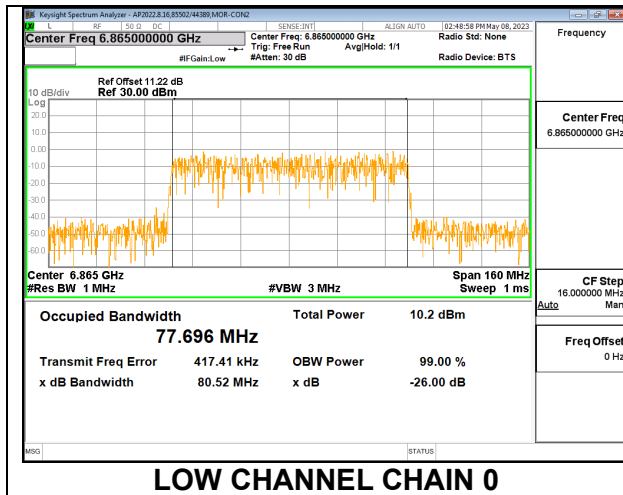 Keysight Spectrum Analyzer - AP2022.8.16,85502/44389,MOR-CON2
L RF 50 Ω DC SENSE:INT ALIGN AUTO 02:48:58 PM May 08, 2023
Center Freq 6.865000000 GHz
Center Freq: 6.865000000 GHz
Radio Std: None
Trig: Free Run Avg|Hold: 1/1
#IFGain:Low
#Atten: 30 dB
Radio Device: BTS
Frequency
Ref Offset 11.22 dB
10 dB/div
Ref 30.00 dBm
Log
20.0
10.0
0.00
-10.0
-20.0
-30.0
-40.0
-50.0
-60.0
Center 6.865 GHz
Span 160 MHz
#Res BW 1 MHz
#VBW 3 MHz
Sweep 1 ms
Center Freq
6.865000000 GHz
CF Step
16.000000 MHz
Auto Man
Freq Offset
0 Hz
Occupied Bandwidth
Total Power 10.2 dBm
77.696 MHz
Transmit Freq Error 417.41 kHz OBW Power 99.00 %
x dB Bandwidth 80.52 MHz x dB -26.00 dB
MSG
STATUS
LOW CHANNEL CHAIN 0